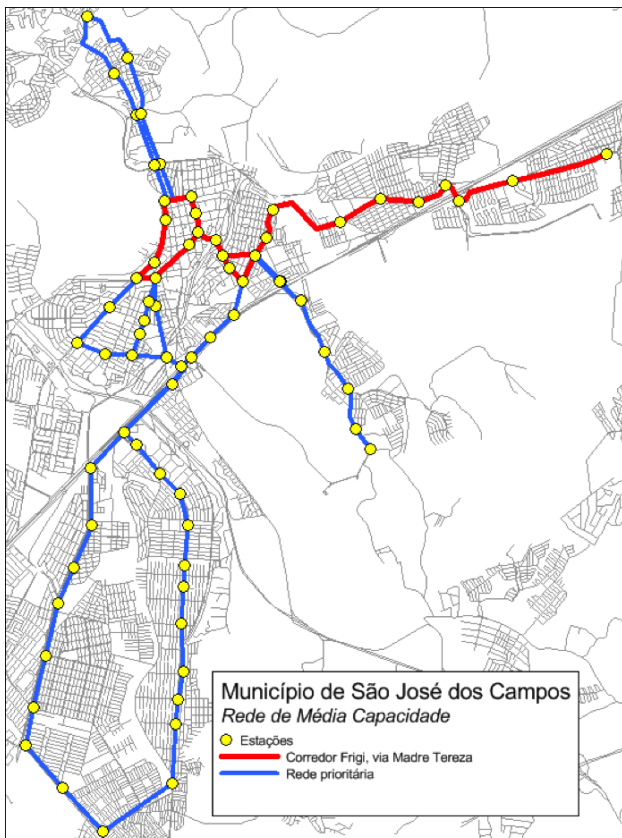 Município de São José dos Campos
Rede de Média Capacidade
Estações
Corredor Frigi, via Madre Tereza
Rede prioritária